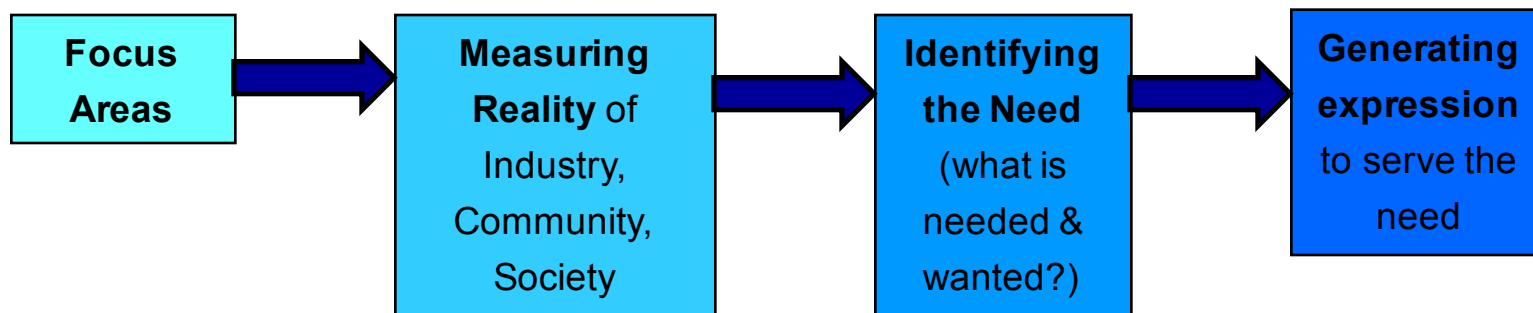 Focus
Areas
Measuring
Reality of
Industry,
Community,
Society
Identifying
the Need
(what is
needed &
wanted?)
Generating
expression
to serve the
need